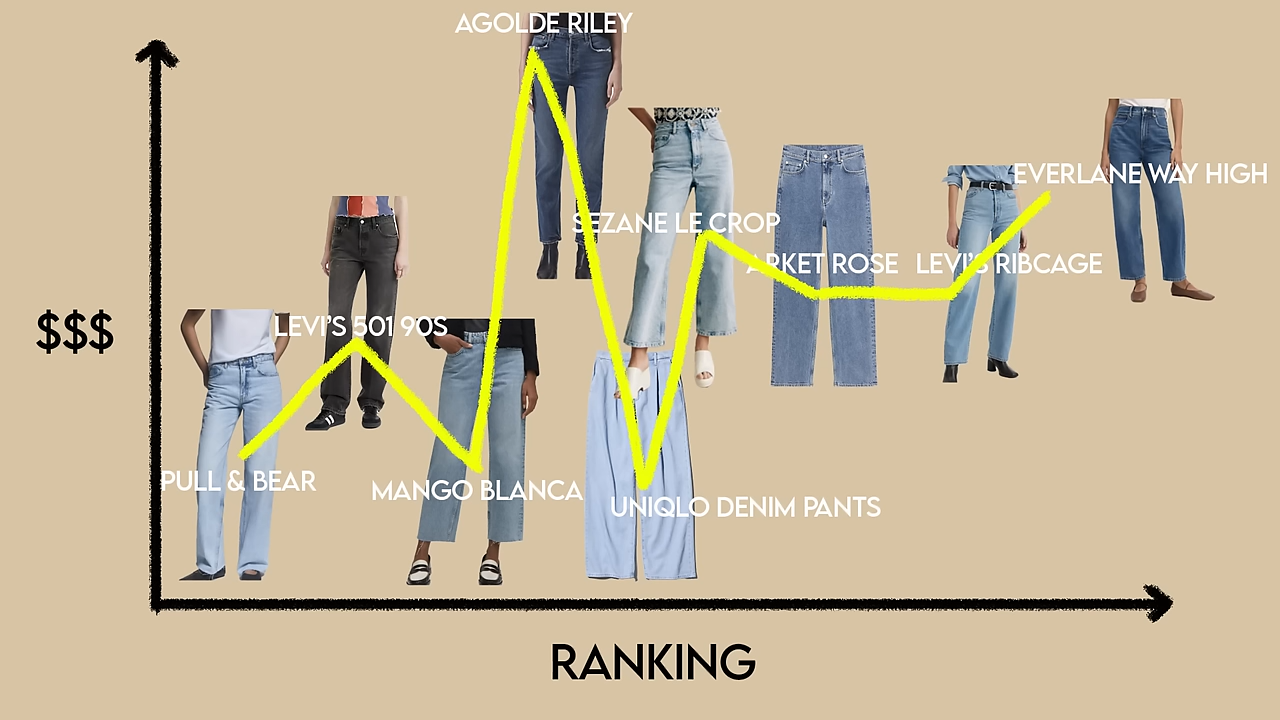 AGOLDE RILEY
EVERLANE WAY HIGH
SEZANE LE CROP
ARKET ROSE
LEVI'S RIBCAGE
$$$
LEVI'S 501 90S
PULL & BEAR
MANGO BLANCA
UNIQLO DENIM PANTS
RANKING